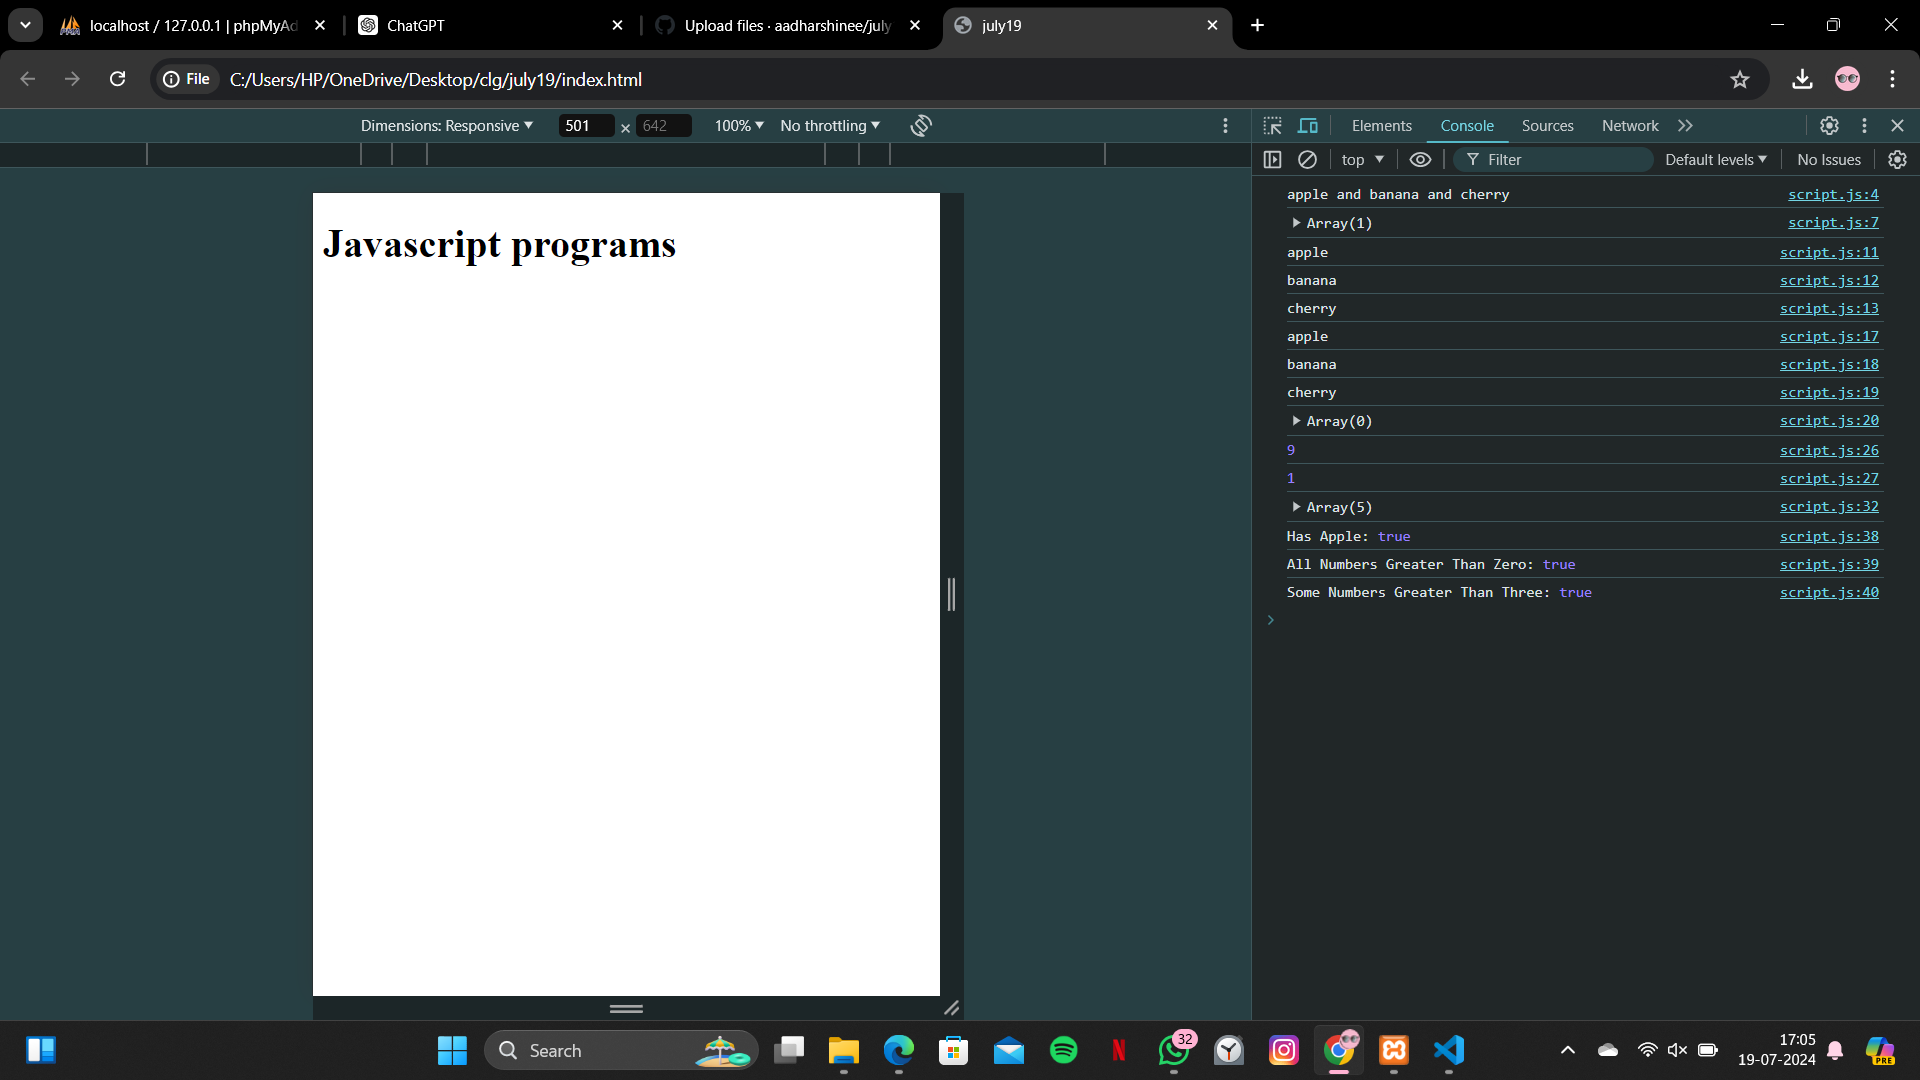 localhost / 127.0.0.1 | phpMyAd
ChatGPT
Upload files · aadharshinee/july
july19
File
C:/Users/HP/OneDrive/Desktop/clg/july19/index.html
Dimensions: Responsive
501 × 642
100%
No throttling
Elements
Console
Sources
Network
top
Filter
Default levels
No Issues
Javascript programs
apple and banana and cherry script.js:4
Array(1) script.js:7
apple script.js:11
banana script.js:12
cherry script.js:13
apple script.js:17
banana script.js:18
cherry script.js:19
Array(0) script.js:20
9 script.js:26
1 script.js:27
Array(5) script.js:32
Has Apple: true script.js:38
All Numbers Greater Than Zero: true script.js:39
Some Numbers Greater Than Three: true script.js:40
Search
N
32
17:05
19-07-2024
PRE